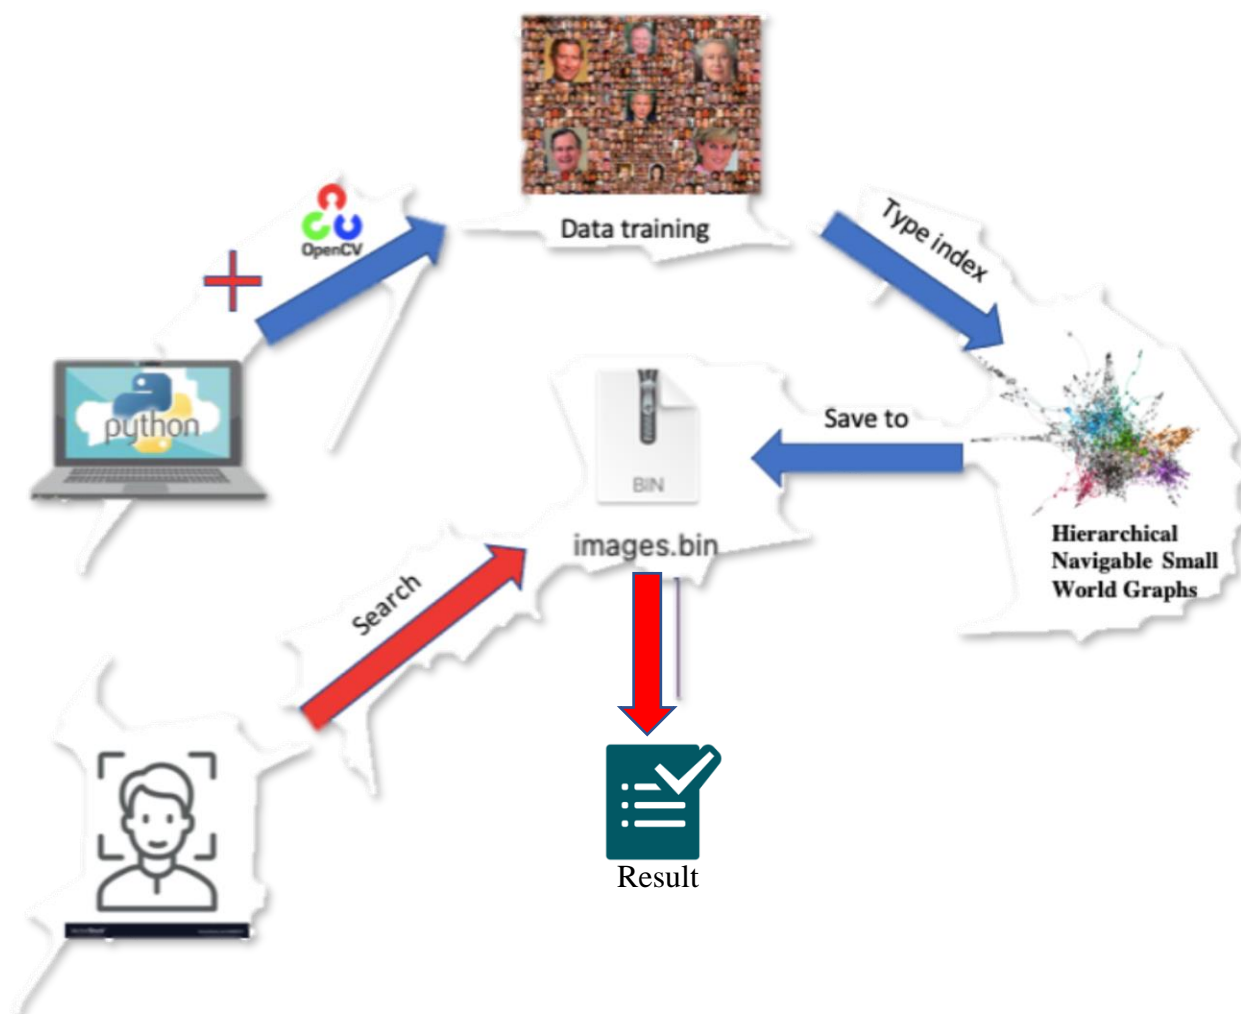 Data training
OpenCV
Type index
python
Save to
BIN
images.bin
Hierarchical
Navigable Small
World Graphs
Search
Result